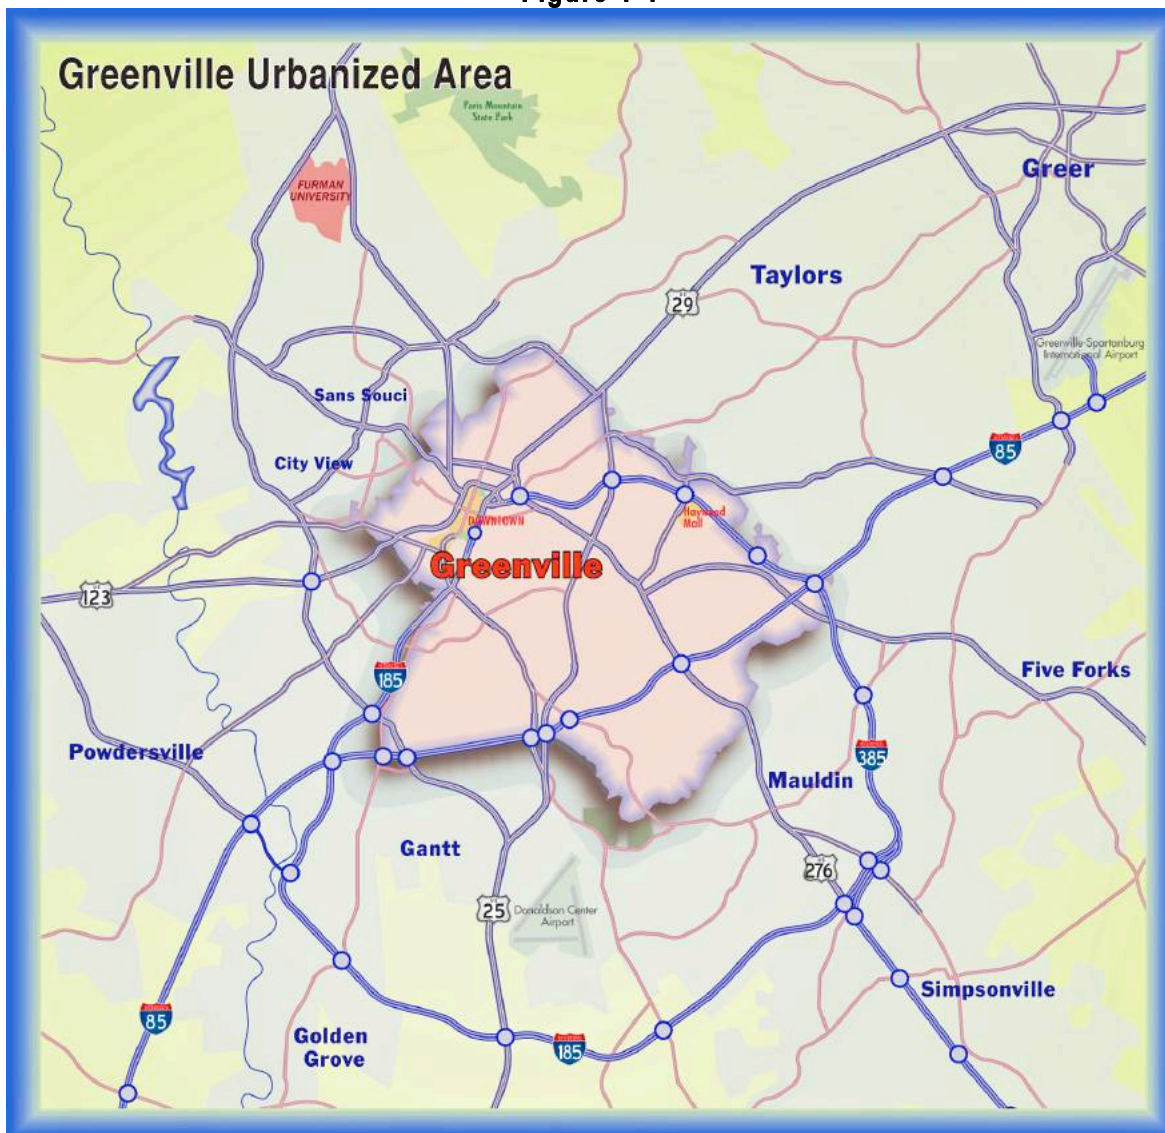 Greenville Urbanized Area
Paris Mountain
State Park
FURMAN
UNIVERSITY
Greer
Taylors
29
Greenville-Spartanburg
International Airport
Sans Souci
85
City View
Haywood
Mall
DOWNTOWN
Greenville
123
185
Five Forks
Powdersville
385
Mauldin
Gantt
276
25
Donaldson Center
Airport
Simpsonville
85
Golden
Grove
185